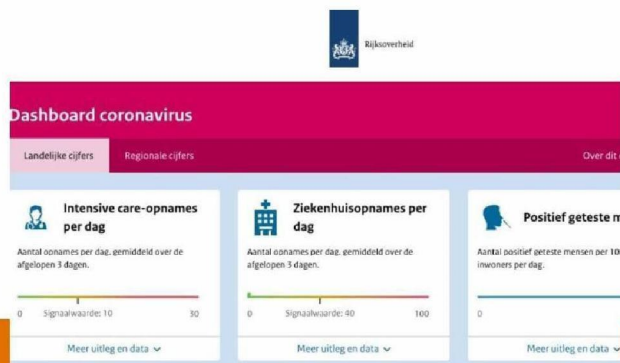 Rijksoverheid
Dashboard coronavirus
Landelijke cijfers
Regionale cijfers
Over dit
Intensive care-opnames
per dag
Aantal opnames per dag, gemiddeld over de
afgelopen 3 dagen.
0 Signaalwaarde: 10 30
Meer uitleg en data
Ziekenhuisopnames per
dag
Aantal opnames per dag, gemiddeld over de
afgelopen 3 dagen.
0 Signaalwaarde: 40 100
Meer uitleg en data
Positief geteste m
Aantal positief geteste mensen per 10
inwoners per dag.
0
Meer uitleg en data